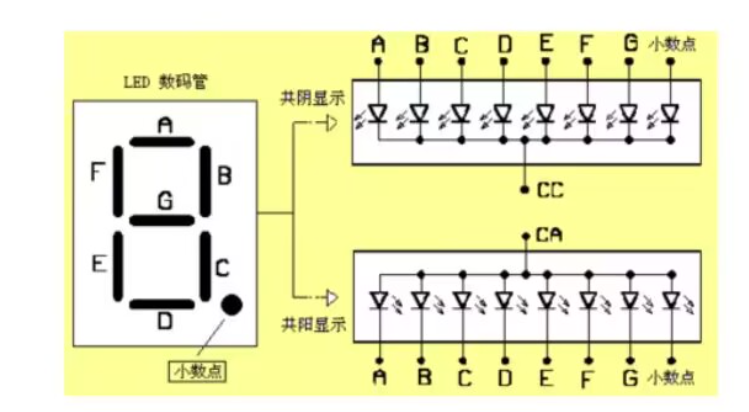 LED 数码管
A
F
B
G
E
C
D
小数点
共阴显示
共阳显示
A B C D E F G 小数点
CC
CA
A B C D E F G 小数点